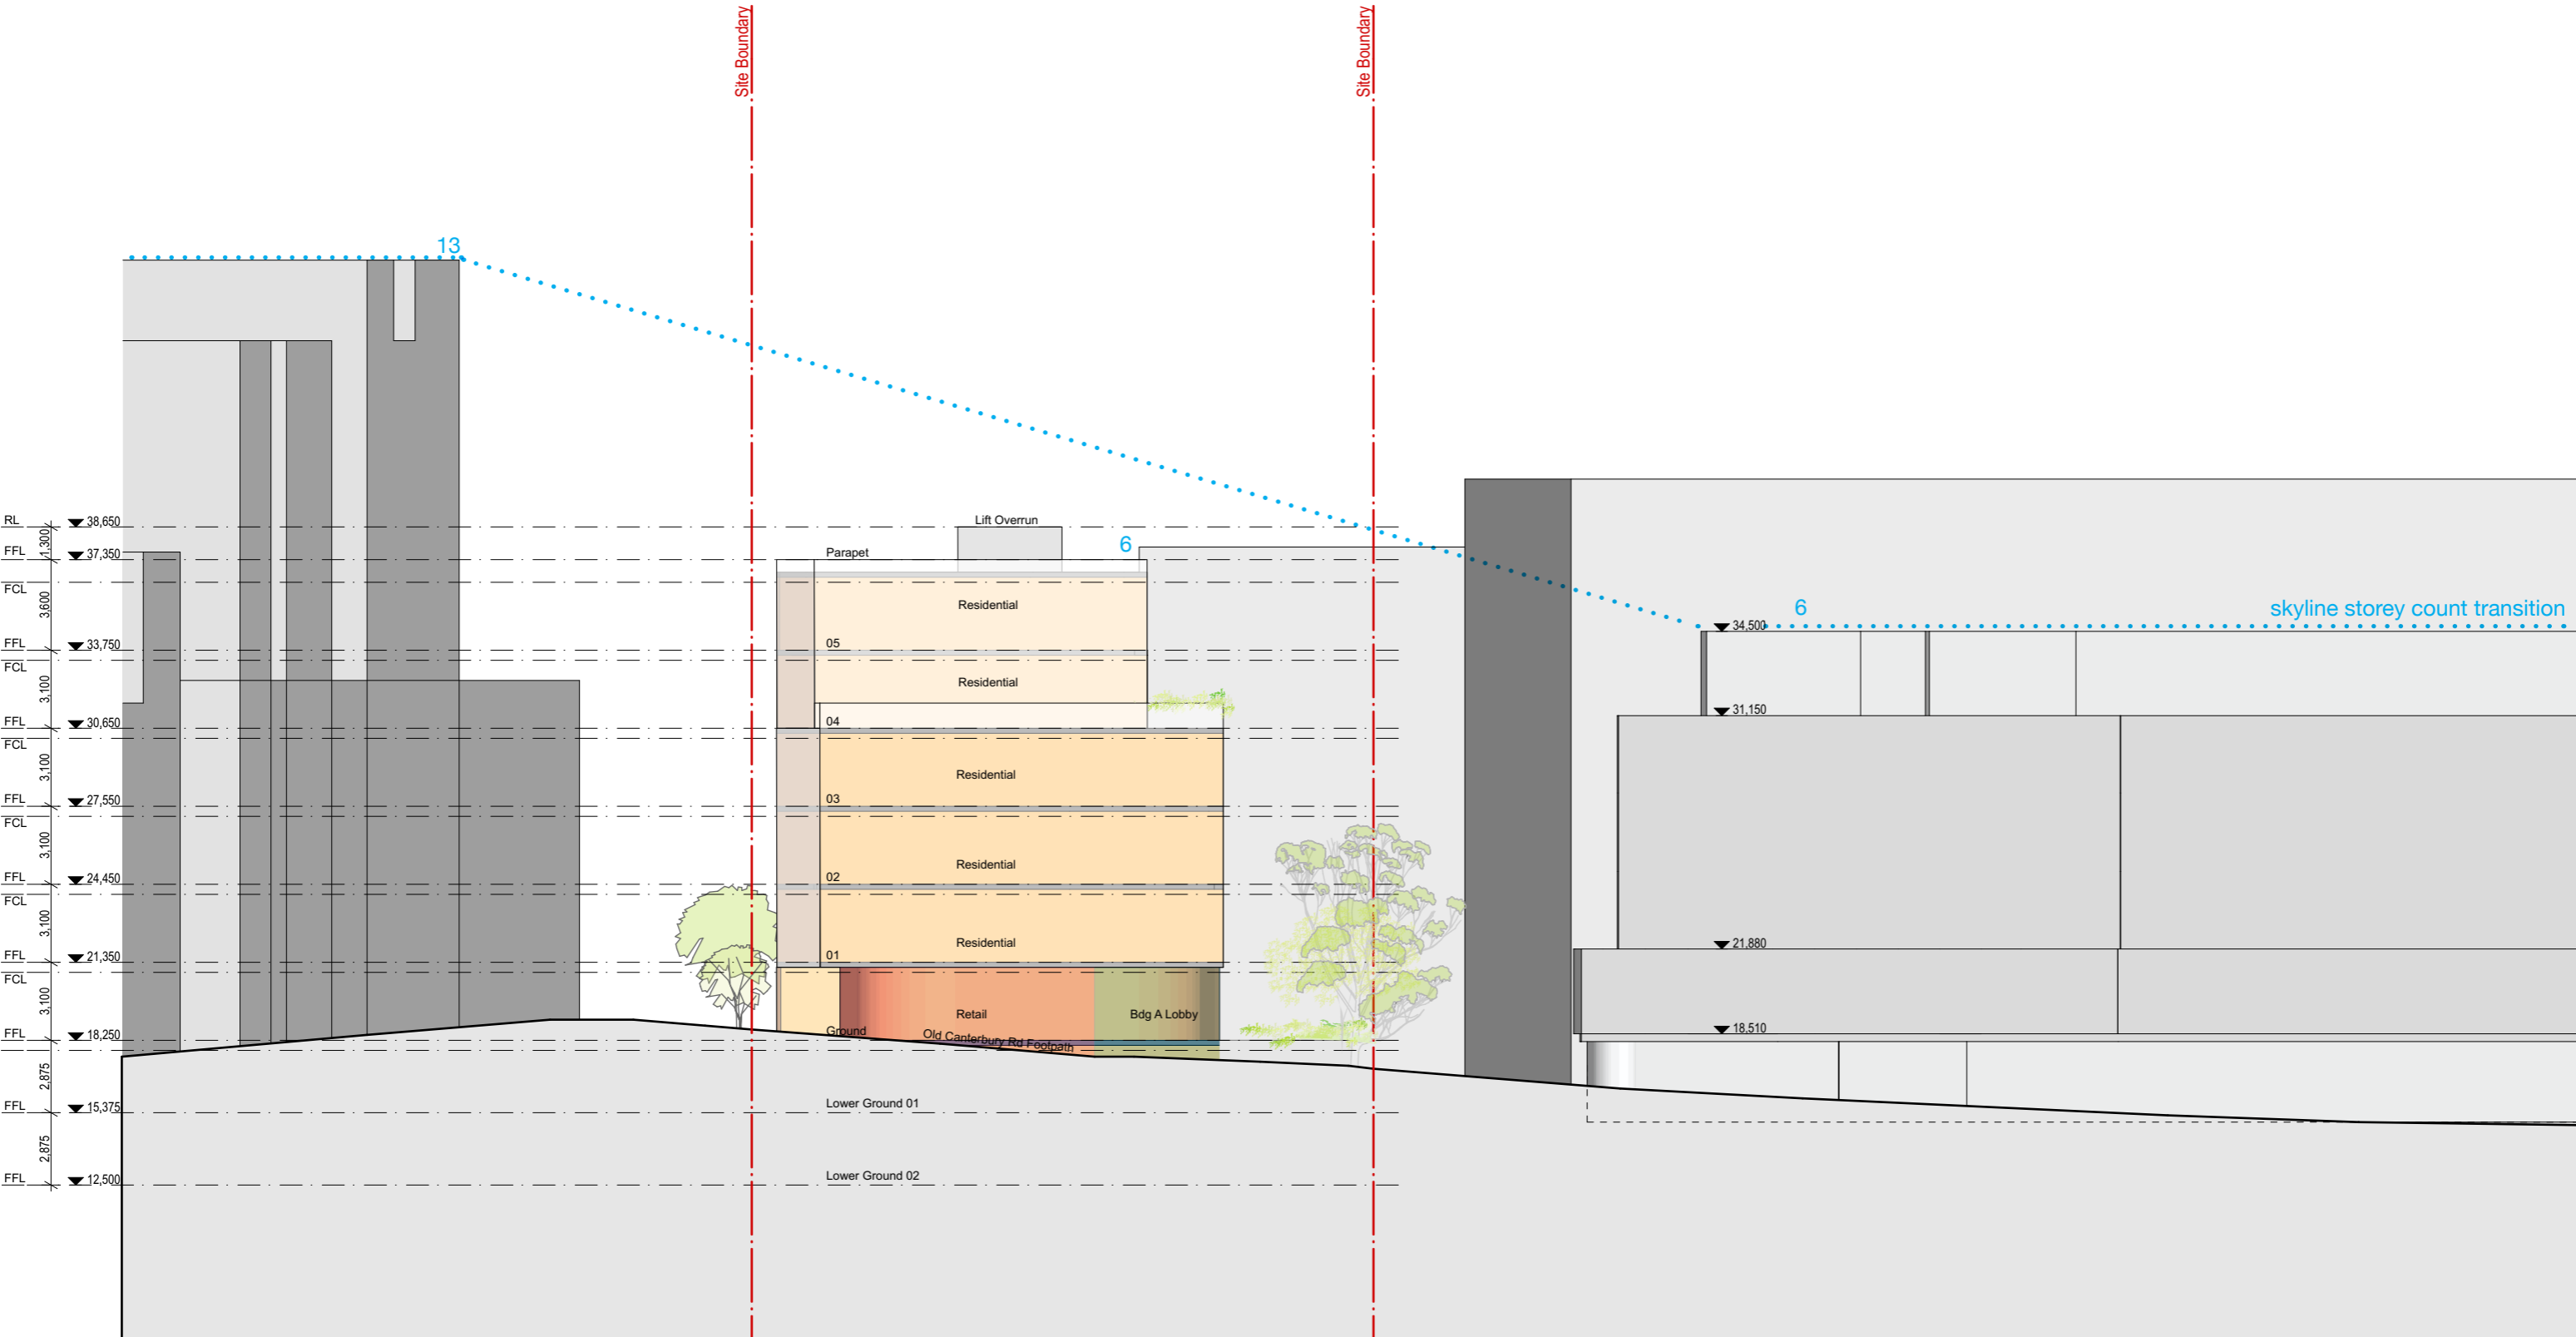 Site Boundary
Site Boundary
13
RL
38,650
Lift Overrun
1,300
6
FFL
37,350
Parapet
FCL
3,600
Residential
6
skyline storey count transition
34,500
FFL
33,750
05
FCL
3,100
Residential
31,150
FFL
30,650
04
FCL
3,100
Residential
FFL
27,550
03
FCL
3,100
Residential
FFL
24,450
02
FCL
3,100
Residential
21,880
FFL
21,350
01
FCL
3,100
Retail
Bdg A Lobby
18,510
FFL
18,250
Ground
Old Canterbury Rd Footpath
2,875
FFL
15,375
Lower Ground 01
2,875
FFL
12,500
Lower Ground 02